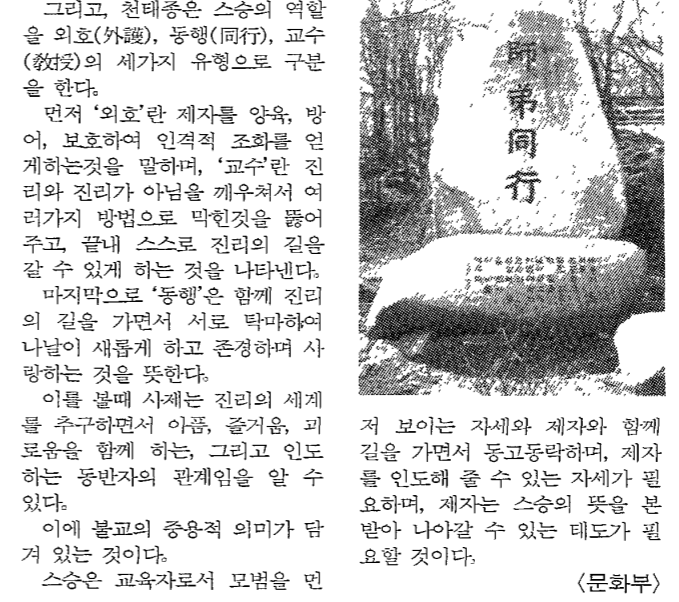 그리고, 천태종은 스승의 역할
을 외호(外護), 동행(同行), 교수
(敎授)의 세가지 유형으로 구분
을 한다.
먼저 '외호'란 제자를 양육, 방
어, 보호하여 인격적 조화를 얻
게하는것을 말하며, '교수'란 진
리와 진리가 아님을 깨우쳐서 여
러가지 방법으로 막힌것을 뚫어
주고, 끝내 스스로 진리의 길을
갈 수 있게 하는 것을 나타낸다.
마지막으로 '동행'은 함께 진리
의 길을 가면서 서로 탁마하여
나날이 새롭게 하고 존경하며 사
랑하는 것을 뜻한다.
이를 볼때 사제는 진리의 세계
를 추구하면서 아픔, 즐거움, 괴
로움을 함께 하는, 그리고 인도
하는 동반자의 관계임을 알 수
있다.
이에 불교의 중용적 의미가 담
겨 있는 것이다.
스승은 교육자로서 모범을 먼
師弟同行
저 보이는 자세와 제자와 함께
길을 가면서 동고동락하며, 제자
를 인도해 줄 수 있는 자세가 필
요하며, 제자는 스승의 뜻을 본
받아 나아갈 수 있는 태도가 필
요할 것이다.
〈문화부〉